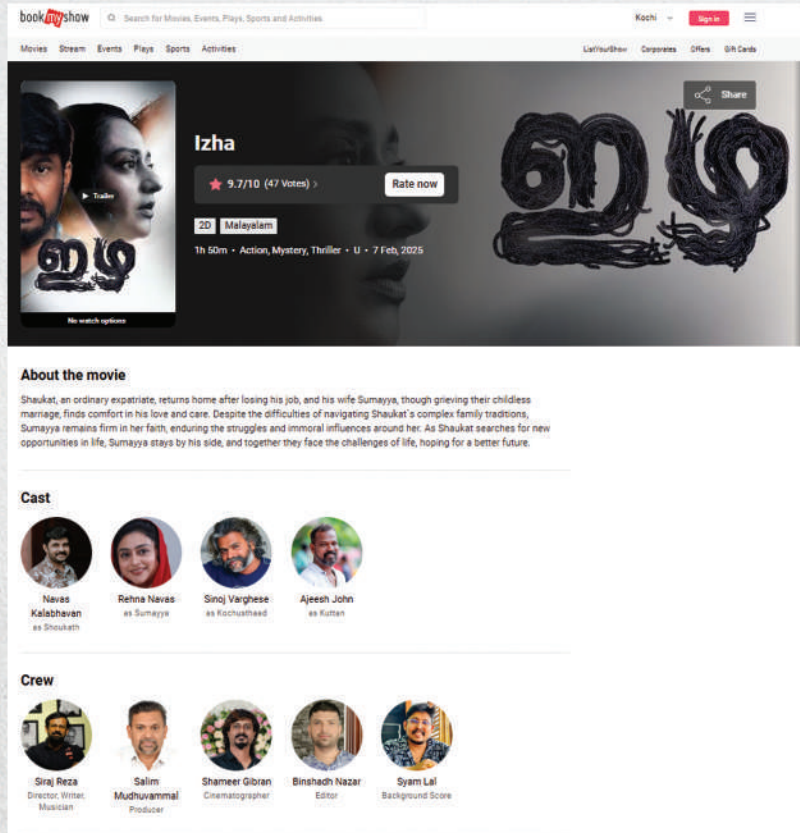 bookmyshow
Search for Movies, Events, Plays, Sports and Activities
Kochi
Sign in
Movies Stream Events Plays Sports Activities
ListYourShow Corporates Offers Gift Cards
Share
Izha
9.7/10 (47 Votes)
Rate now
Trailer
ഇഴ
ഇഴ
2D Malayalam
1h 50m • Action, Mystery, Thriller • U • 7 Feb, 2025
No watch options
About the movie
Shaukat, an ordinary expatriate, returns home after losing his job, and his wife Sumayya, though grieving their childless
marriage, finds comfort in his love and care. Despite the difficulties of navigating Shaukat`s complex family traditions,
Sumayya remains firm in her faith, enduring the struggles and immoral influences around her. As Shaukat searches for new
opportunities in life, Sumayya stays by his side, and together they face the challenges of life, hoping for a better future.
Cast
Navas
Kalabhavan
as Shoukath
Rehna Navas
as Sumayya
Sinoj Varghese
as Kochusthaad
Ajeesh John
as Kuttan
Crew
Siraj Reza
Director, Writer,
Musician
Salim
Mudhuvammal
Producer
Shameer Gibran
Cinematographer
Binshadh Nazar
Editor
Syam Lal
Background Score